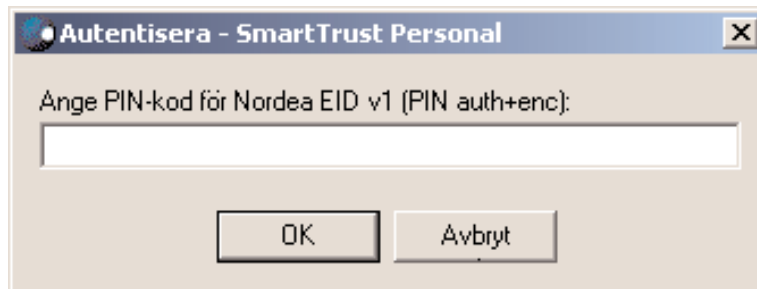 Autentisera - SmartTrust Personal
Ange PIN-kod för Nordea EID v1 (PIN auth+enc):
OK Avbryt